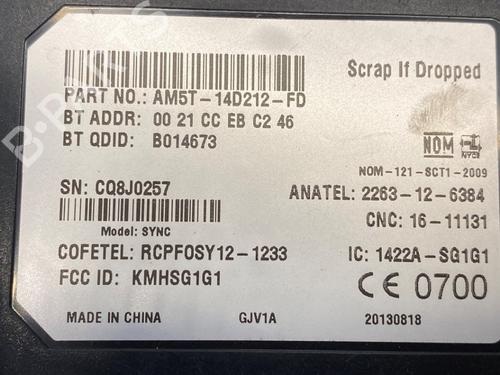 Scrap If Dropped
PART NO.: AM5T-14D212-FD
BT ADDR: 00 21 CC EB C2 46
BT QDID: B014673
NOM NYCE
NOM-121-SCT1-2009
SN: CQ8J0257
ANATEL: 2263-12-6384
CNC: 16-11131
Model: SYNC
COFETEL: RCPFOSY12-1233
IC: 1422A-SG1G1
FCC ID: KMHSG1G1
CE 0700
MADE IN CHINA GJV1A 20130818
B-PARTS